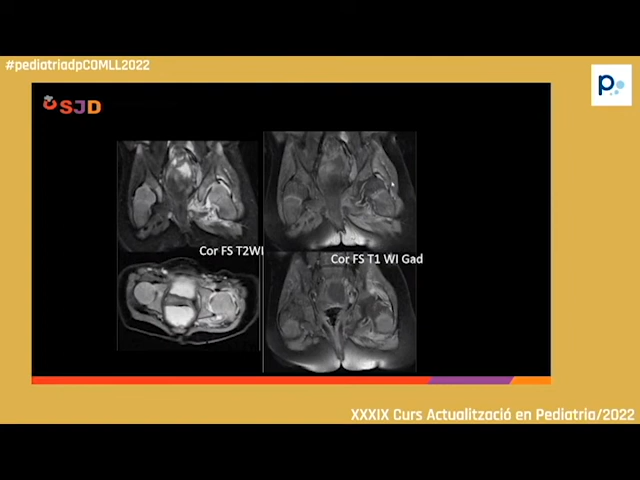 #pediatriadpCOMLL2022
p
SJD
Cor FS T2WI
Cor FS T1 WI Gad
XXXIX Curs Actualització en Pediatria/2022